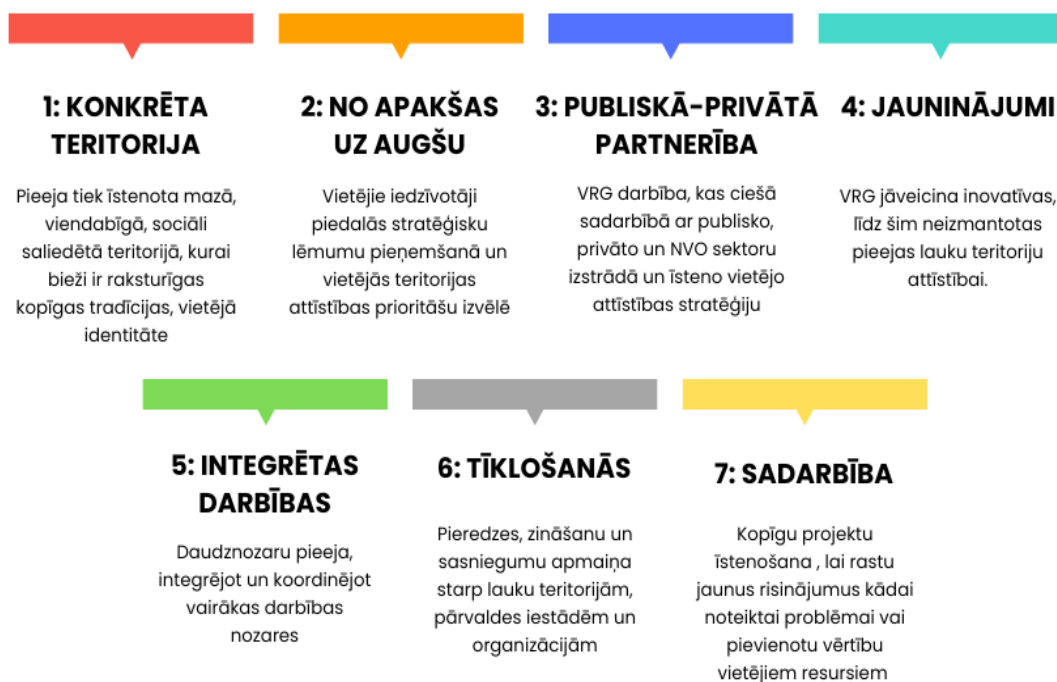 1: KONKRĒTA
TERITORIJA
Pieeja tiek īstenota mazā,
viendabīgā, sociāli
saliedētā teritorijā, kurai
bieži ir raksturīgas
kopīgas tradīcijas, vietējā
identitāte
2: NO APAKŠAS
UZ AUGŠU
Vietējie iedzīvotāji
piedalās stratēģisku
lēmumu pieņemšanā un
vietējās teritorijas
attīstības prioritāšu izvēlē
3: PUBLISKĀ-PRIVĀTĀ
PARTNERĪBA
VRG darbība, kas ciešā
sadarbībā ar publisko,
privāto un NVO sektoru
izstrādā un īsteno vietējo
attīstības stratēģiju
4: JAUNINĀJUMI
VRG jāveicina inovatīvas,
līdz šim neizmantotas
pieejas lauku teritoriju
attīstībai.
5: INTEGRĒTAS
DARBĪBAS
Daudznozaru pieeja,
integrējot un koordinējot
vairākas darbības
nozares
6: TĪKLOŠANĀS
Pieredzes, zināšanu un
sasniegumu apmaiņa
starp lauku teritorijām,
pārvaldes iestādēm un
organizācijām
7: SADARBĪBA
Kopīgu projektu
īstenošana , lai rastu
jaunus risinājumus kādai
noteiktai problēmai vai
pievienotu vērtību
vietējiem resursiem